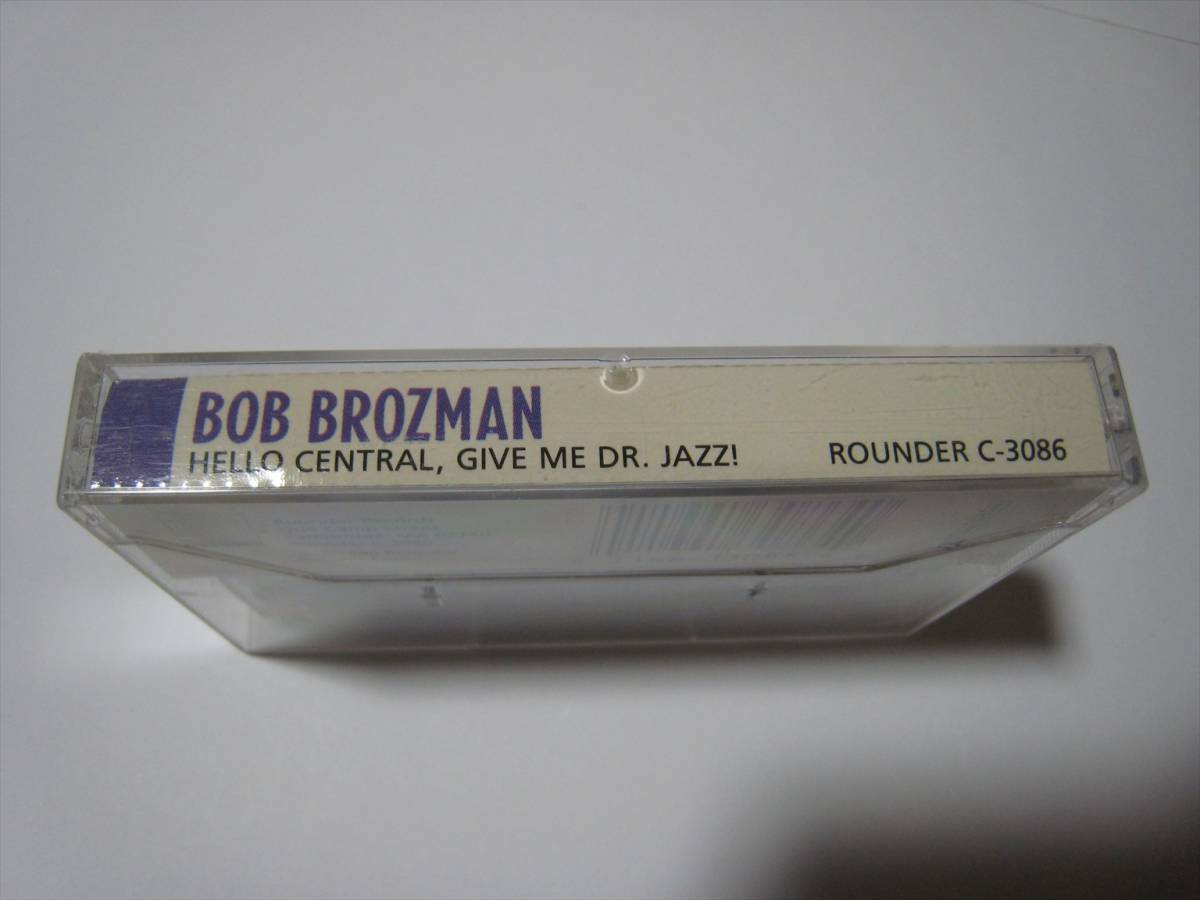 BOB BROZMAN
HELLO CENTRAL, GIVE ME DR. JAZZ!
ROUNDER C-3086